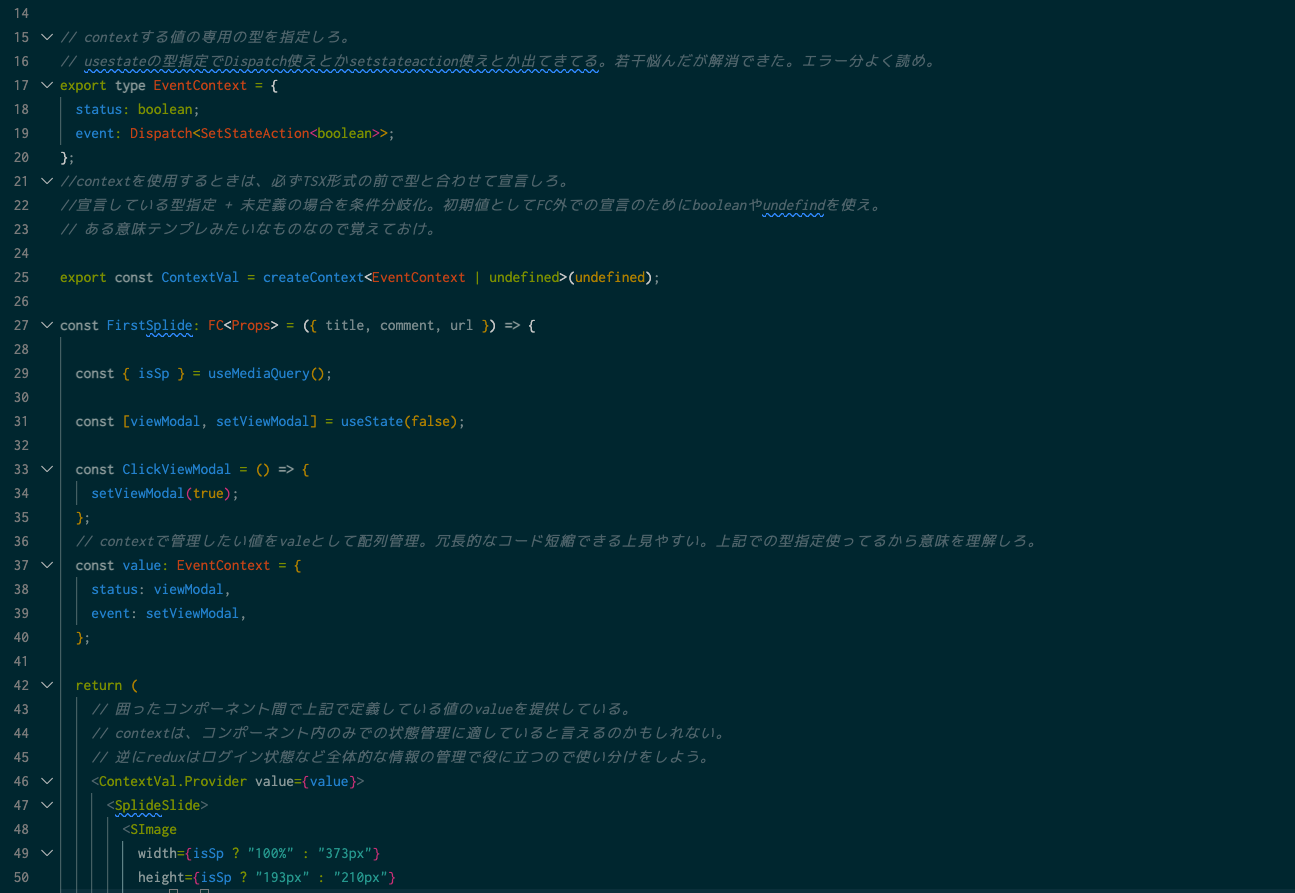 14
15 // contextする値の専用の型を指定しろ。
16 // usestateの型指定でDispatch使えとかsetstateaction使えとか出てきてる。若干悩んだが解消できた。エラー分よく読め。
17 export type EventContext = {
18 status: boolean;
19 event: Dispatch<SetStateAction<boolean>>;
20 };
21 //contextを使用するときは、必ずTSX形式の前で型と合わせて宣言しろ。
22 //宣言している型指定 + 未定義の場合を条件分岐化。初期値としてFC外での宣言のためにbooleanやundefindを使え。
23 // ある意味テンプレみたいなものなので覚えておけ。
24
25 export const ContextVal = createContext<EventContext | undefined>(undefined);
26
27 const FirstSplide: FC<Props> = ({ title, comment, url }) => {
28
29 const { isSp } = useMediaQuery();
30
31 const [viewModal, setViewModal] = useState(false);
32
33 const ClickViewModal = () => {
34 setViewModal(true);
35 };
36 // contextで管理したい値をvaleとして配列管理。冗長的なコード短縮できる上見やすい。上記での型指定使ってるから意味を理解しろ。
37 const value: EventContext = {
38 status: viewModal,
39 event: setViewModal,
40 };
41
42 return (
43 // 囲ったコンポーネント間で上記で定義している値のvalueを提供している。
44 // contextは、コンポーネント内のみでの状態管理に適していると言えるのかもしれない。
45 // 逆にreduxはログイン状態など全体的な情報の管理で役に立つので使い分けをしよう。
46 <ContextVal.Provider value={value}>
47 <SplideSlide>
48 <SImage
49 width={isSp ? "100%" : "373px"}
50 height={isSp ? "193px" : "210px"}